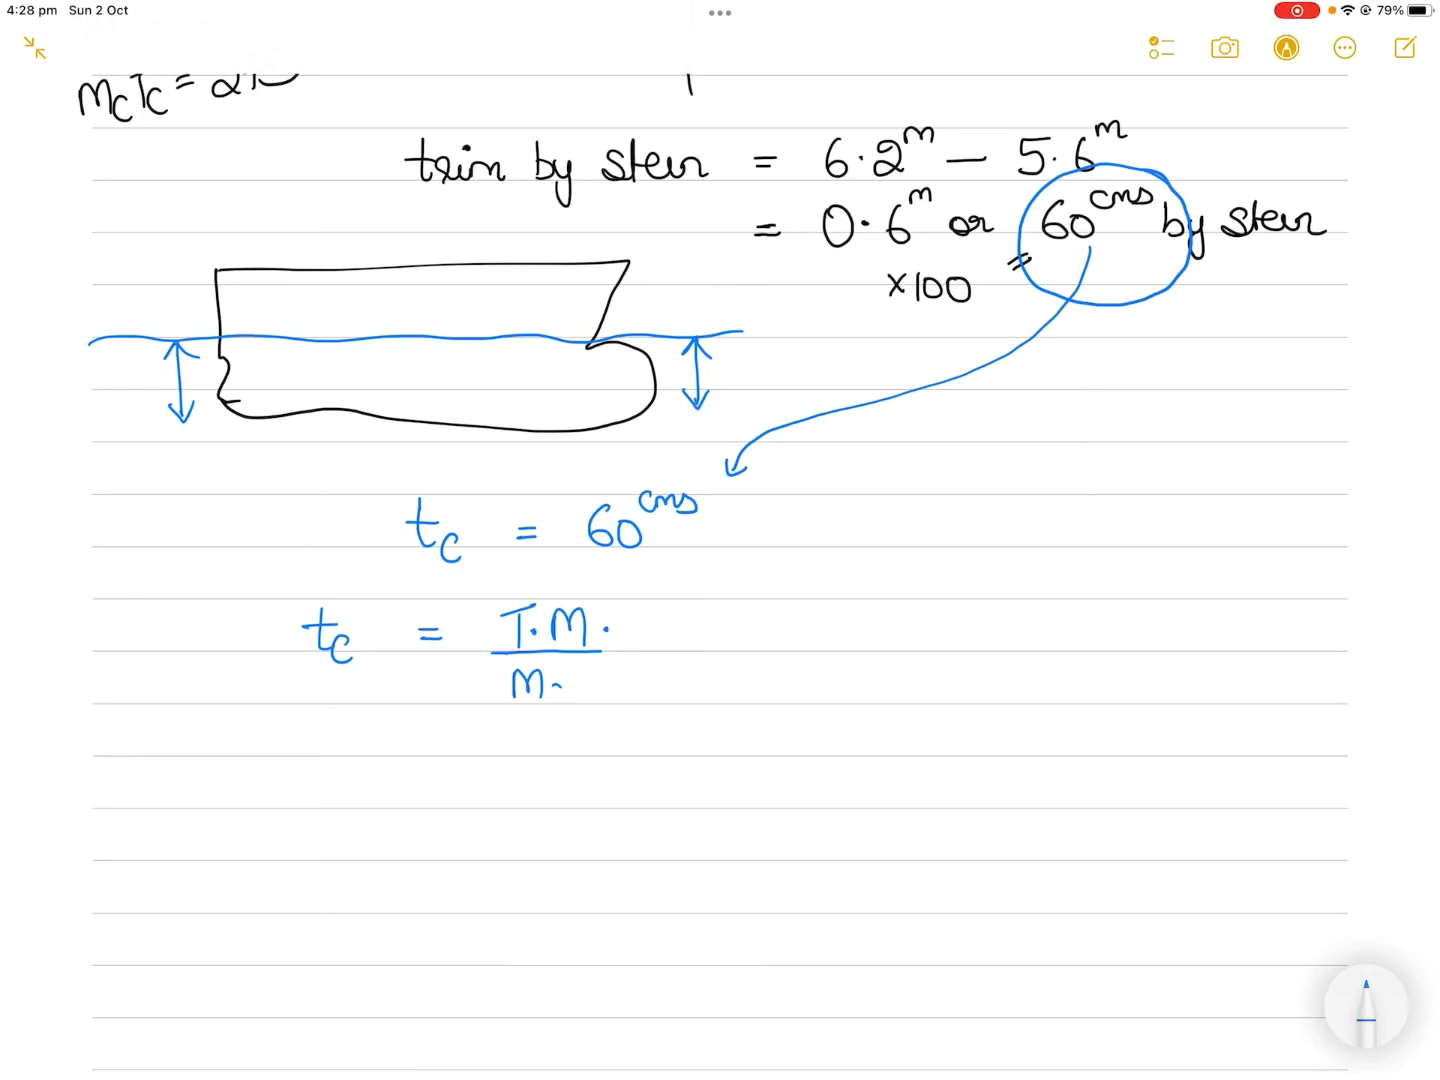 4:28 pm Sun 2 Oct
79%
McTc =
trim by stern = 6.2m - 5.6m
= 0.6m or 60cms by stern
×100 =
tc = 60cms
tc = T.M.
M.